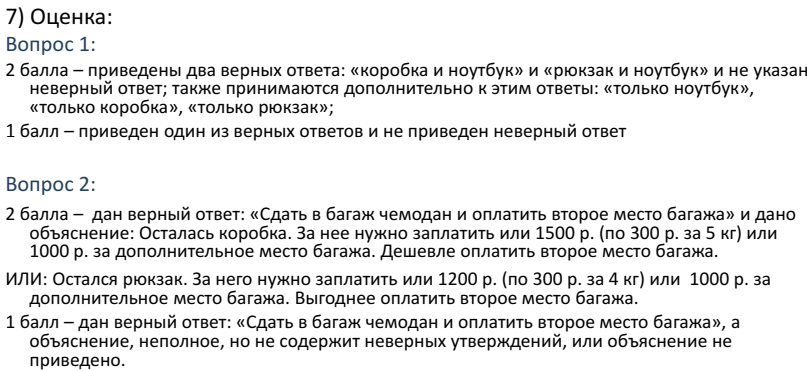 7) Оценка:
Вопрос 1:
2 балла – приведены два верных ответа: «коробка и ноутбук» и «рюкзак и ноутбук» и не указан
неверный ответ; также принимаются дополнительно к этим ответы: «только ноутбук»,
«только коробка», «только рюкзак»;
1 балл – приведен один из верных ответов и не приведен неверный ответ
Вопрос 2:
2 балла –  дан верный ответ: «Сдать в багаж чемодан и оплатить второе место багажа» и дано
объяснение: Осталась коробка. За нее нужно заплатить или 1500 р. (по 300 р. за 5 кг) или
1000 р. за дополнительное место багажа. Дешевле оплатить второе место багажа.
ИЛИ: Остался рюкзак. За него нужно заплатить или 1200 р. (по 300 р. за 4 кг) или  1000 р. за
дополнительное место багажа. Выгоднее оплатить второе место багажа.
1 балл – дан верный ответ: «Сдать в багаж чемодан и оплатить второе место багажа», а
объяснение, неполное, но не содержит неверных утверждений, или объяснение не
приведено.